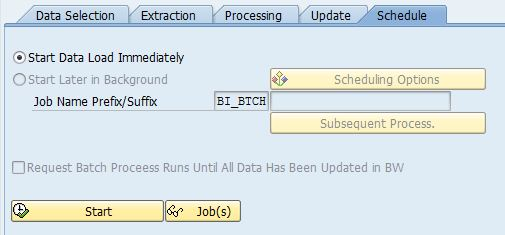 Data Selection Extraction Processing Update Schedule
Start Data Load Immediately
Start Later in Background Scheduling Options
Job Name Prefix/Suffix BI_BTCH
Subsequent Process.
Request Batch Proceess Runs Until All Data Has Been Updated in BW
Start Job(s)